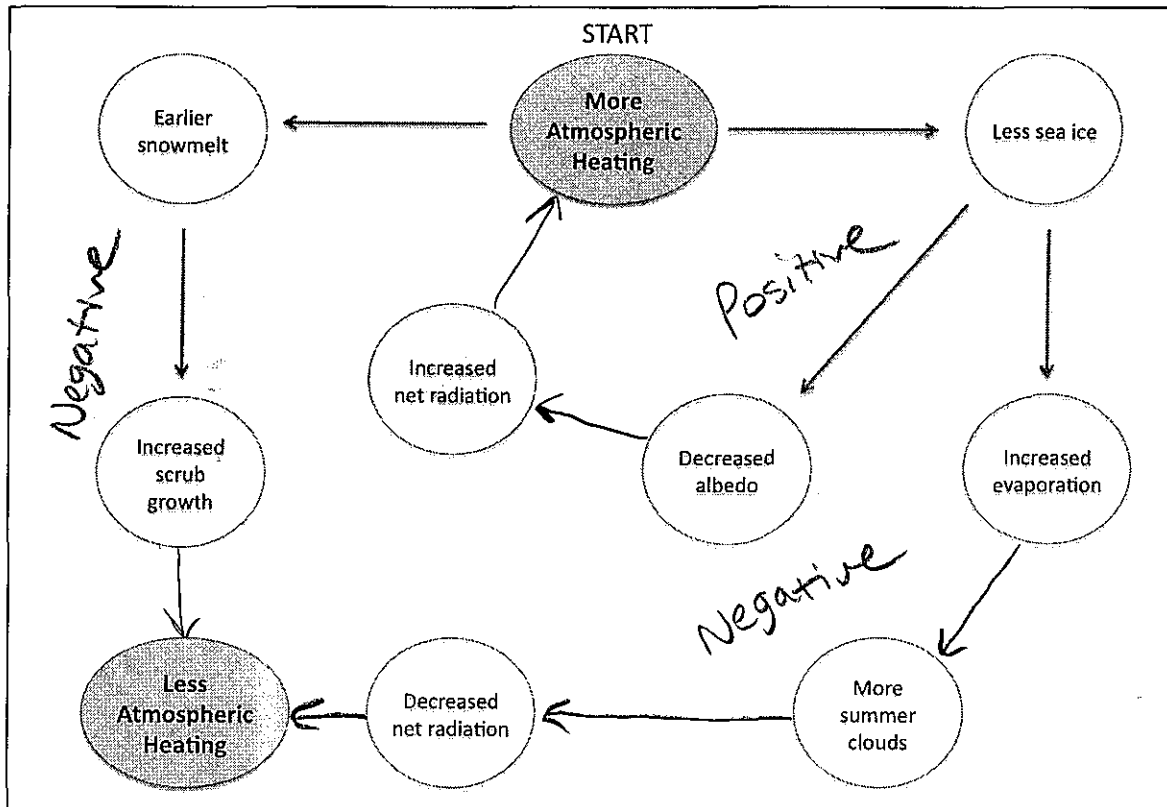 START
More
Atmospheric
Heating
Earlier
snowmelt
Less sea ice
Negative
Positive
Increased
net radiation
Increased
scrub
growth
Decreased
albedo
Increased
evaporation
Negative
Less
Atmospheric
Heating
Decreased
net radiation
More
summer
clouds